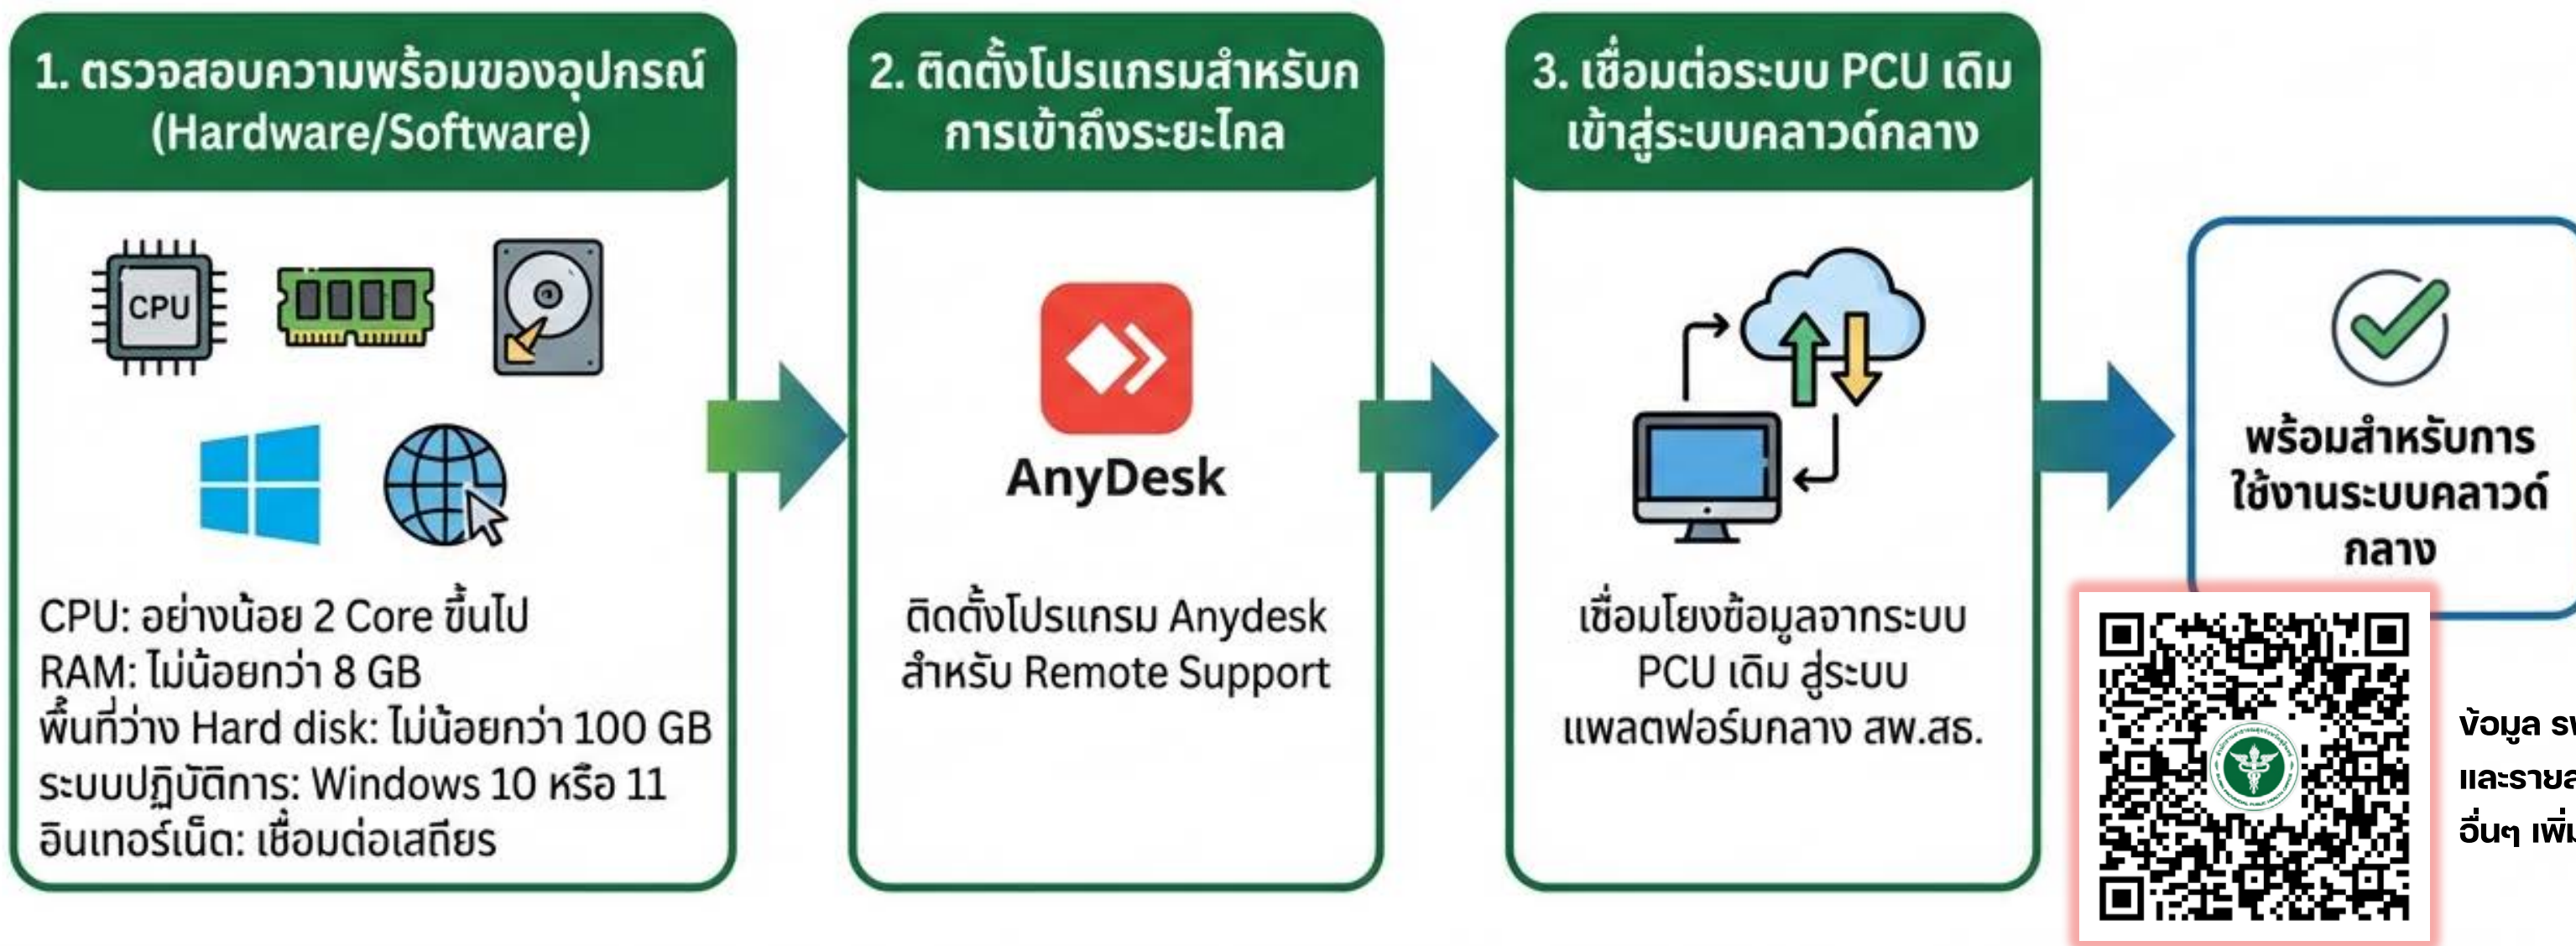 1. ตรวจสอบความพร้อมของอุปกรณ์
(Hardware/Software)
CPU
CPU: อย่างน้อย 2 Core ขึ้นไป
RAM: ไม่น้อยกว่า 8 GB
พื้นที่ว่าง Hard disk: ไม่น้อยกว่า 100 GB
ระบบปฏิบัติการ: Windows 10 หรือ 11
อินเทอร์เน็ต: เชื่อมต่อเสถียร
2. ติดตั้งโปรแกรมสำหรับก
การเข้าถึงระยะไกล
AnyDesk
ติดตั้งโปรแกรม Anydesk
สำหรับ Remote Support
3. เชื่อมต่อระบบ PCU เดิม
เข้าสู่ระบบคลาวด์กลาง
เชื่อมโยงข้อมูลจากระบบ
PCU เดิม สู่ระบบ
แพลตฟอร์มกลาง สพ.สธ.
พร้อมสำหรับการ
ใช้งานระบบคลาวด์
กลาง
ข้อมูล
และราย
อื่นๆ